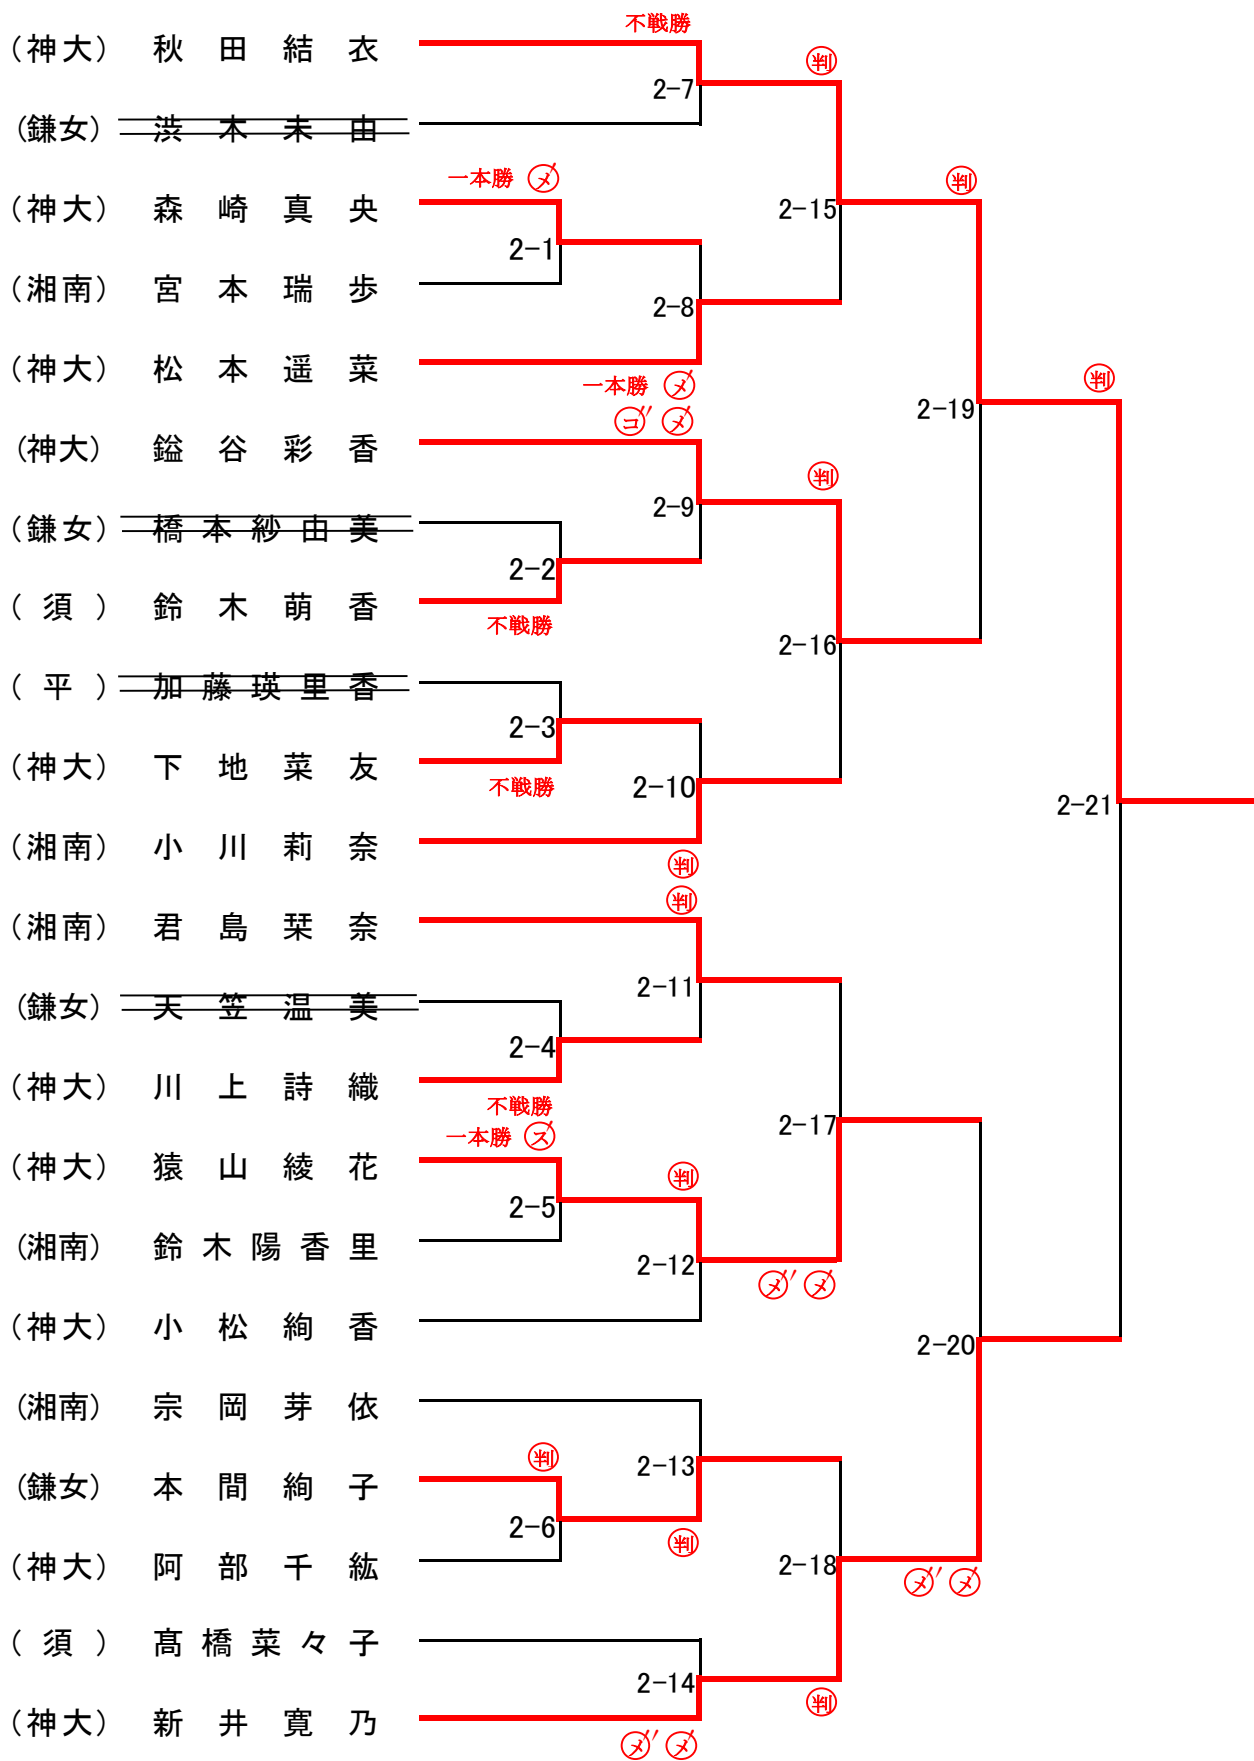 不戦勝
（神大） 秋田結衣
判
2-7
（鎌女） 渋木未由
一本勝 メ
判
（神大） 森崎真央
2-15
2-1
（湘南） 宮本瑞歩
2-8
（神大） 松本遥菜
判
一本勝 メ
2-19
コ メ
（神大） 鎰谷彩香
判
2-9
（鎌女） 橋本紗由美
2-2
（須） 鈴木萌香
不戦勝
2-16
（平） 加藤瑛里香
2-3
（神大） 下地菜友
不戦勝
2-10
2-21
（湘南） 小川莉奈
判
判
（湘南） 君島栞奈
2-11
（鎌女） 天笠温美
2-4
（神大） 川上詩織
不戦勝
2-17
一本勝 ス
（神大） 猿山綾花
判
2-5
（湘南） 鈴木陽香里
2-12
メ メ
（神大） 小松絢香
2-20
（湘南） 宗岡芽依
判
2-13
（鎌女） 本間絢子
2-6
判
（神大） 阿部千紘
2-18
メ メ
（須） 髙橋菜々子
2-14
判
（神大） 新井寛乃
メ メ